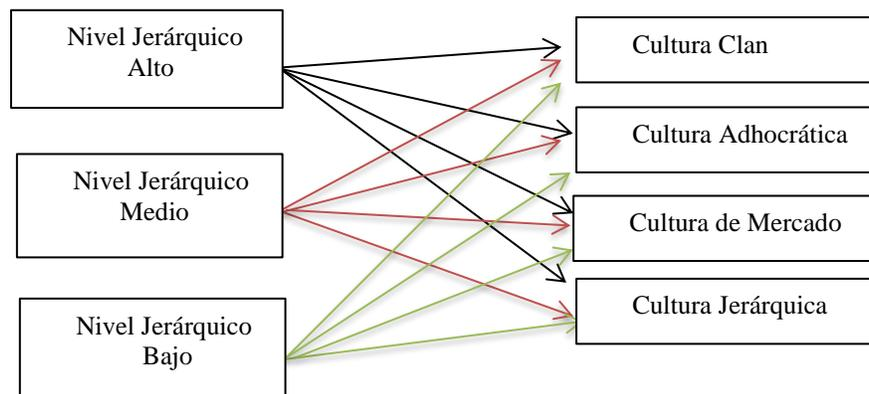 Nivel Jerárquico
Alto
Nivel Jerárquico
Medio
Nivel Jerárquico
Bajo
Cultura Clan
Cultura Adhocrática
Cultura de Mercado
Cultura Jerárquica